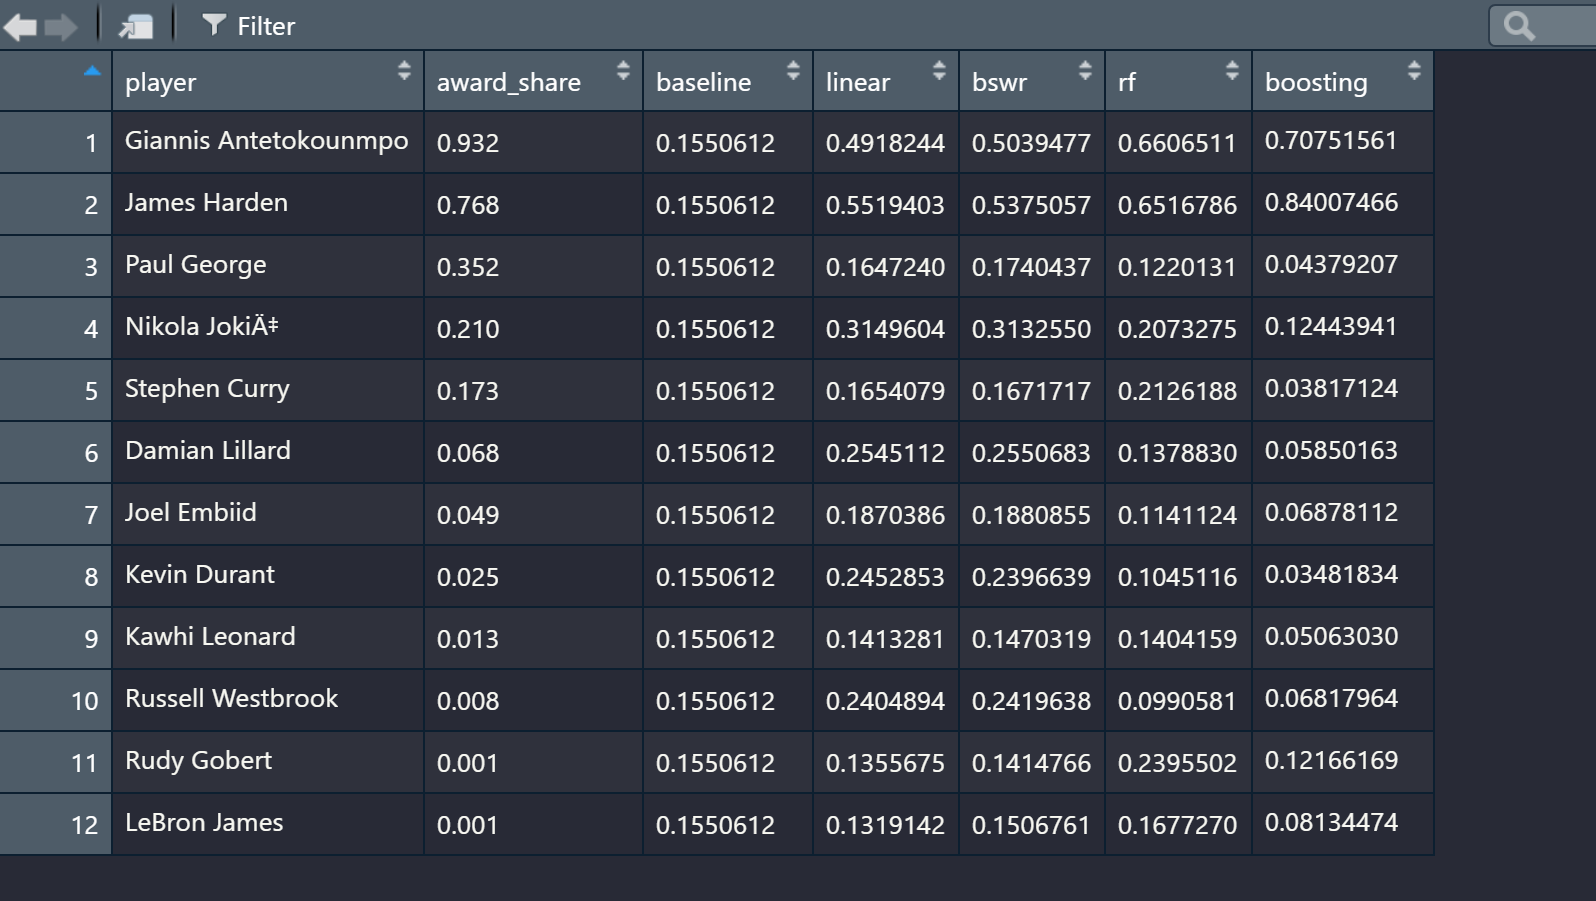 Filter
player award_share baseline linear bswr rf boosting
1 Giannis Antetokounmpo 0.932 0.1550612 0.4918244 0.5039477 0.6606511 0.70751561
2 James Harden 0.768 0.1550612 0.5519403 0.5375057 0.6516786 0.84007466
3 Paul George 0.352 0.1550612 0.1647240 0.1740437 0.1220131 0.04379207
4 Nikola JokiÄ‡ 0.210 0.1550612 0.3149604 0.3132550 0.2073275 0.12443941
5 Stephen Curry 0.173 0.1550612 0.1654079 0.1671717 0.2126188 0.03817124
6 Damian Lillard 0.068 0.1550612 0.2545112 0.2550683 0.1378830 0.05850163
7 Joel Embiid 0.049 0.1550612 0.1870386 0.1880855 0.1141124 0.06878112
8 Kevin Durant 0.025 0.1550612 0.2452853 0.2396639 0.1045116 0.03481834
9 Kawhi Leonard 0.013 0.1550612 0.1413281 0.1470319 0.1404159 0.05063030
10 Russell Westbrook 0.008 0.1550612 0.2404894 0.2419638 0.0990581 0.06817964
11 Rudy Gobert 0.001 0.1550612 0.1355675 0.1414766 0.2395502 0.12166169
12 LeBron James 0.001 0.1550612 0.1319142 0.1506761 0.1677270 0.08134474